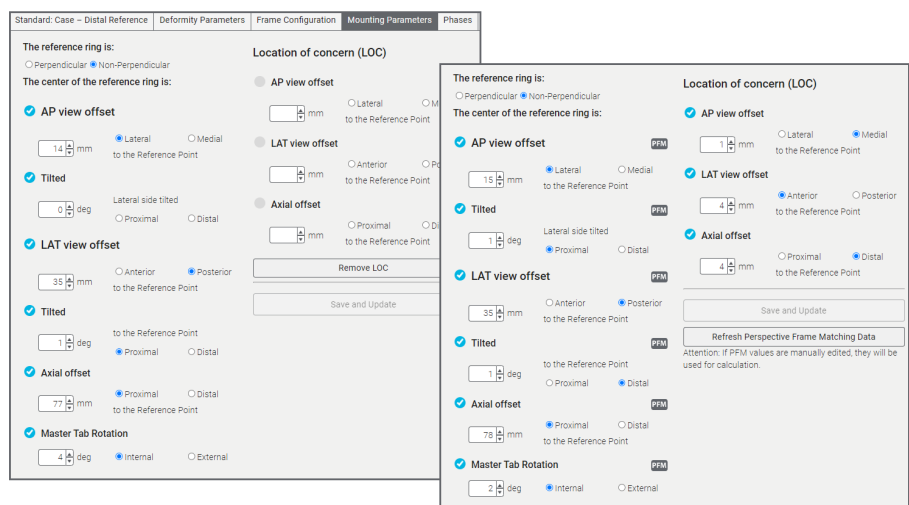 Standard: Case – Distal Reference Deformity Parameters Frame Configuration Mounting Parameters Phases
The reference ring is:
Perpendicular Non-Perpendicular
The center of the reference ring is:
AP view offset
14 mm Lateral Medial
to the Reference Point
Tilted
0 deg Lateral side tilted
Proximal Distal
LAT view offset
35 mm Anterior Posterior
to the Reference Point
Tilted
1 deg to the Reference Point
Proximal Distal
Axial offset
77 mm Proximal Distal
to the Reference Point
Master Tab Rotation
4 deg Internal External
Location of concern (LOC)
AP view offset
mm Lateral
to the Reference Point
LAT view offset
mm Anterior
to the Reference Point
Axial offset
mm Proximal
to the Reference Point
Remove LOC
Save and Update
The reference ring is:
Perpendicular Non-Perpendicular
The center of the reference ring is:
AP view offset PFM
15 mm Lateral Medial
to the Reference Point
Tilted PFM
1 deg Lateral side tilted
Proximal Distal
LAT view offset PFM
35 mm Anterior Posterior
to the Reference Point
Tilted PFM
1 deg to the Reference Point
Proximal Distal
Axial offset PFM
78 mm Proximal Distal
to the Reference Point
Master Tab Rotation PFM
2 deg Internal External
Location of concern (LOC)
AP view offset
1 mm Lateral Medial
to the Reference Point
LAT view offset
4 mm Anterior Posterior
to the Reference Point
Axial offset
4 mm Proximal Distal
to the Reference Point
Save and Update
Refresh Perspective Frame Matching Data
Attention: If PFM values are manually edited, they will be
used for calculation.